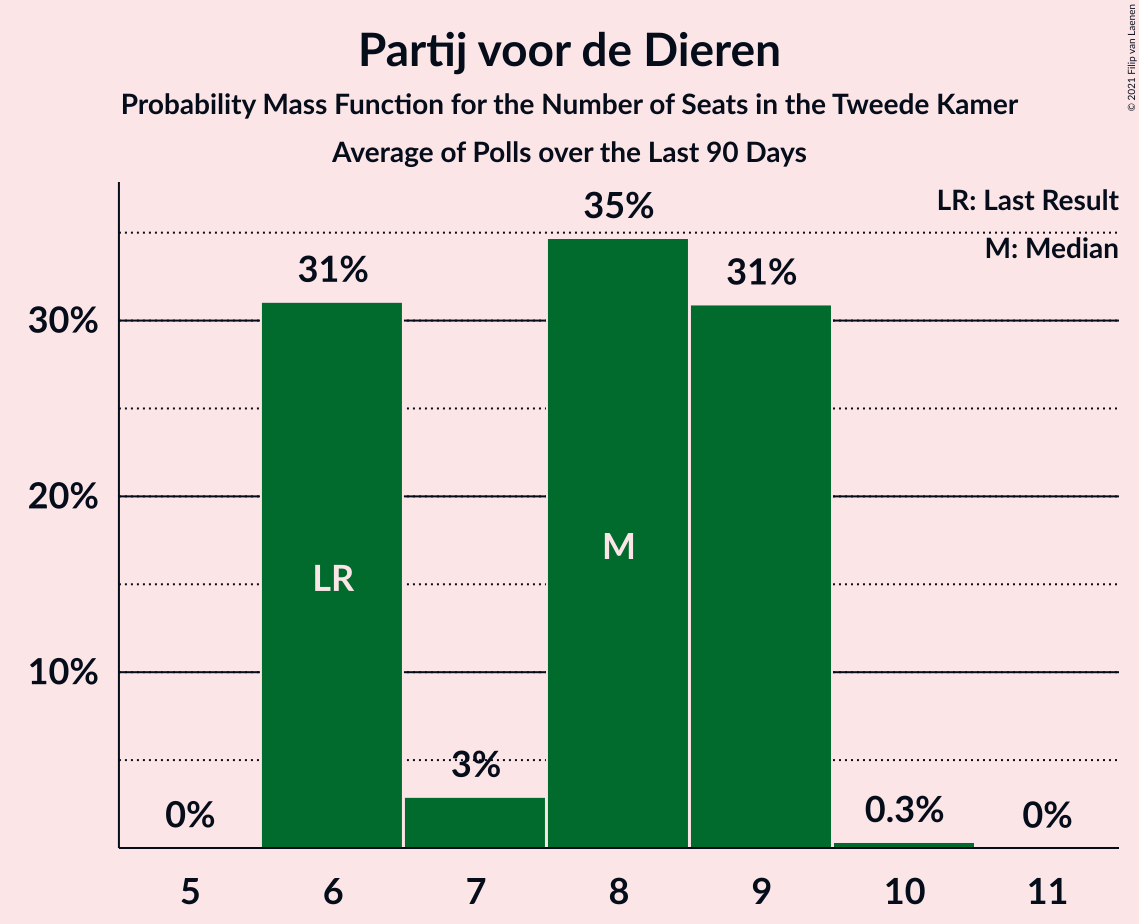 Partij voor de Dieren
Probability Mass Function for the Number of Seats in the Tweede Kamer
Average of Polls over the Last 90 Days
© 2021 Filip van Laenen
LR: Last Result
M: Median
35%
31%
31%
30%
20%
M
LR
10%
3%
0%
0.3%
0%
5 6 7 8 9 10 11